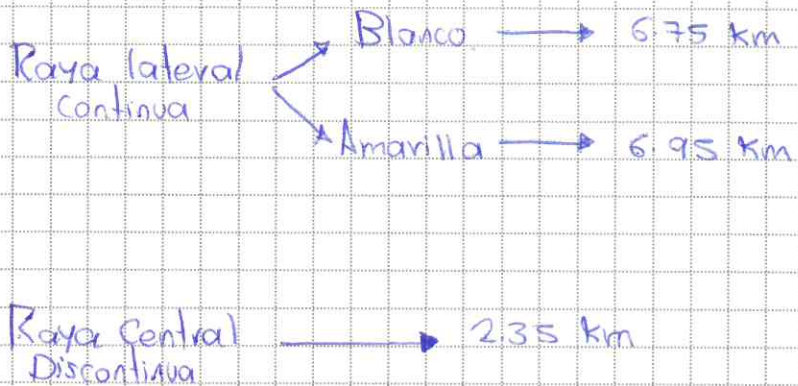 Blanco → 6.75 Km
Raya lateral
continua
Amarilla → 6.95 Km
Raya Central → 2.35 km
Discontinua